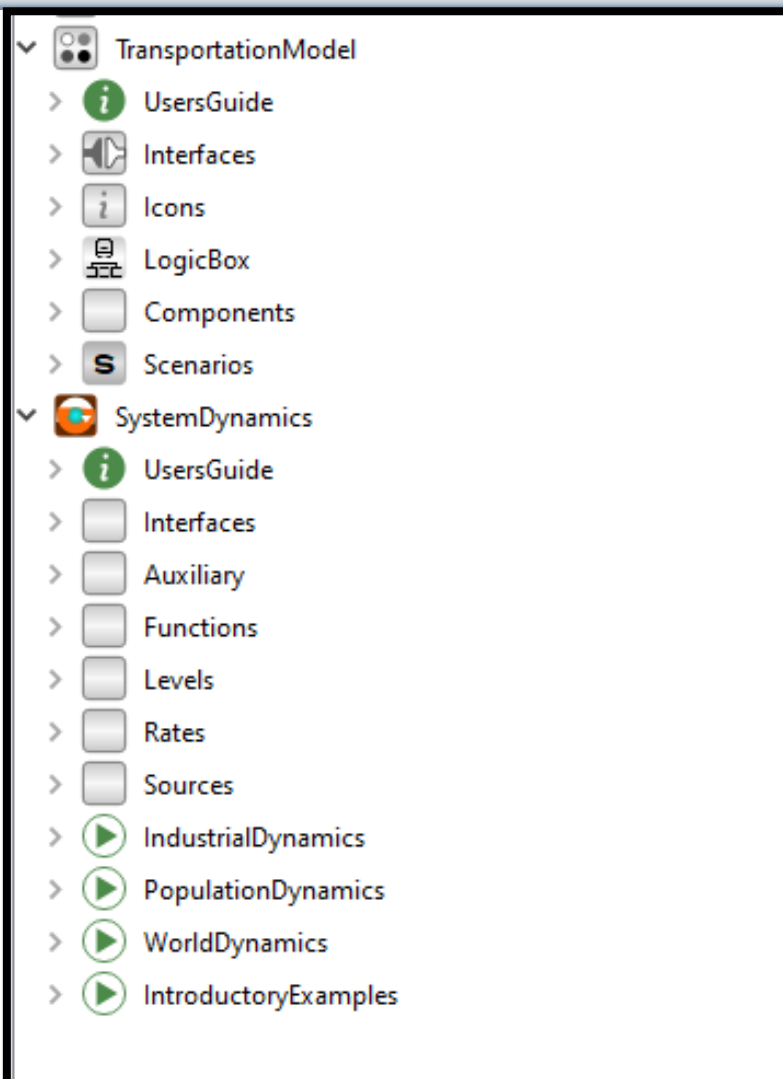 TransportationModel
UsersGuide
Interfaces
Icons
LogicBox
Components
Scenarios
SystemDynamics
UsersGuide
Interfaces
Auxiliary
Functions
Levels
Rates
Sources
IndustrialDynamics
PopulationDynamics
WorldDynamics
IntroductoryExamples